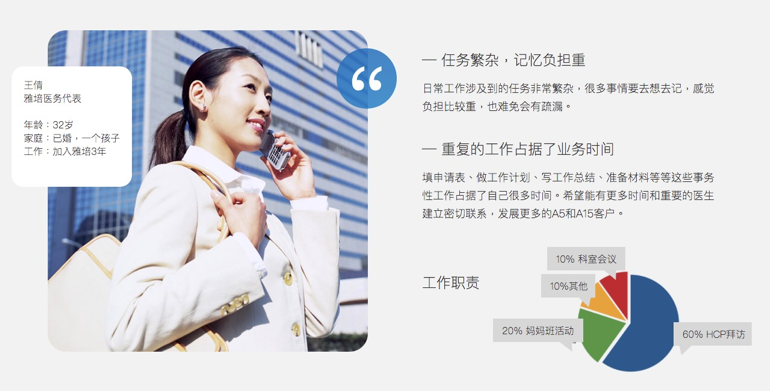 王倩
雅培医务代表
年龄：32岁
家庭：已婚，一个孩子
工作：加入雅培3年
— 任务繁杂，记忆负担重
日常工作涉及到的任务非常繁杂，很多事情要去想去记，感觉
负担比较重，也难免会有疏漏。
— 重复的工作占据了业务时间
填申请表、做工作计划、写工作总结、准备材料等等这些事务
性工作占据了自己很多时间。希望能有更多时间和重要的医生
建立密切联系，发展更多的A5和A15客户。
工作职责
10% 科室会议
10%其他
20% 妈妈班活动
60% HCP拜访